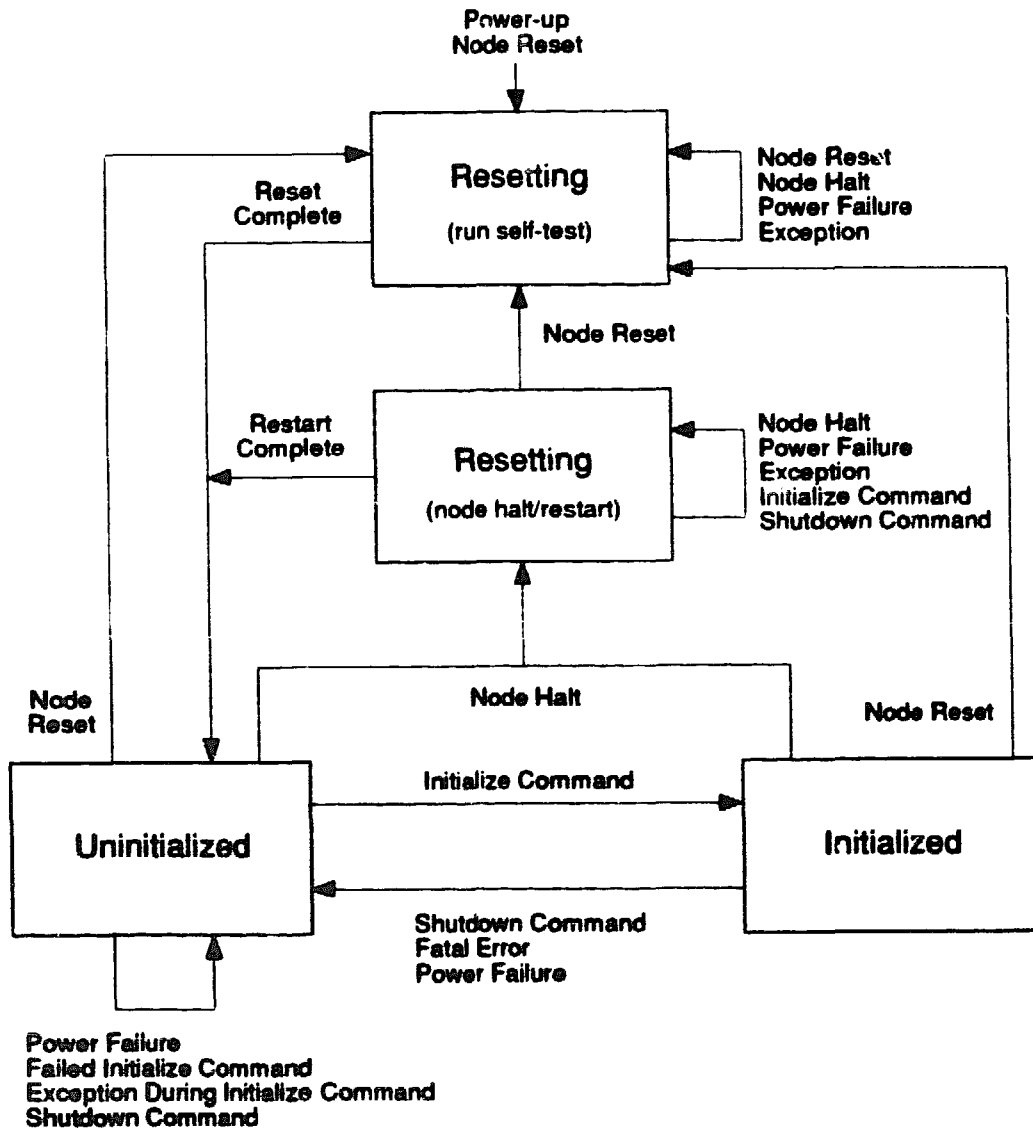 Power-up
Node Reset
Resetting
(run self-test)
Reset
Complete
Node Reset
Node Halt
Power Failure
Exception
Node Reset
Restart
Complete
Resetting
(node halt/restart)
Node Halt
Power Failure
Exception
Initialize Command
Shutdown Command
Node
Reset
Node Halt
Node Reset
Uninitialized
Initialize Command
Initialized
Shutdown Command
Fatal Error
Power Failure
Power Failure
Failed Initialize Command
Exception During Initialize Command
Shutdown Command